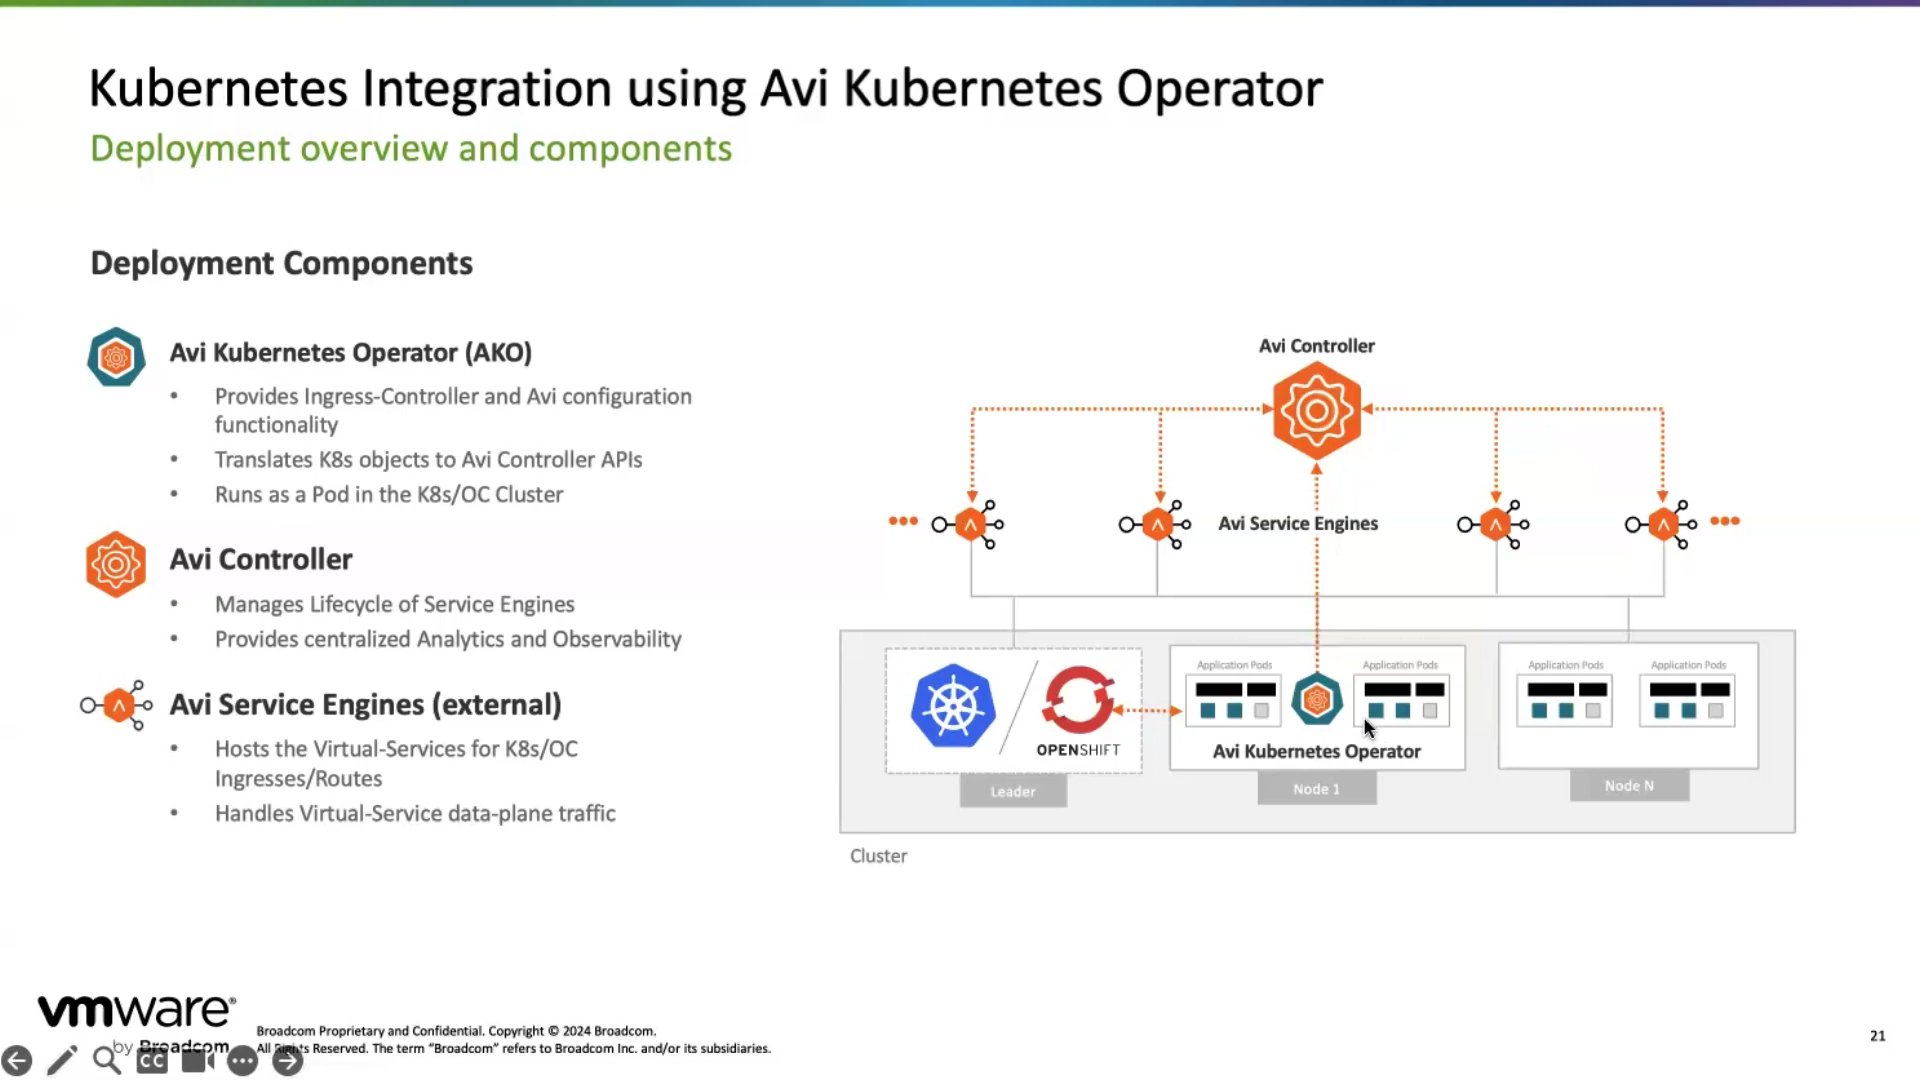 Kubernetes Integration using Avi Kubernetes Operator
Deployment overview and components
Deployment Components
Avi Kubernetes Operator (AKO)
• Provides Ingress-Controller and Avi configuration
functionality
• Translates K8s objects to Avi Controller APIs
• Runs as a Pod in the K8s/OC Cluster
Avi Controller
• Manages Lifecycle of Service Engines
• Provides centralized Analytics and Observability
Avi Service Engines (external)
• Hosts the Virtual-Services for K8s/OC
Ingresses/Routes
• Handles Virtual-Service data-plane traffic
Avi Controller
Avi Service Engines
OPENSHIFT
Leader
Application Pods
Application Pods
Avi Kubernetes Operator
Node 1
Application Pods
Application Pods
Node N
Cluster
vmware®
by Broadcom
Broadcom Proprietary and Confidential. Copyright © 2024 Broadcom.
All Rights Reserved. The term “Broadcom” refers to Broadcom Inc. and/or its subsidiaries.
CC
21